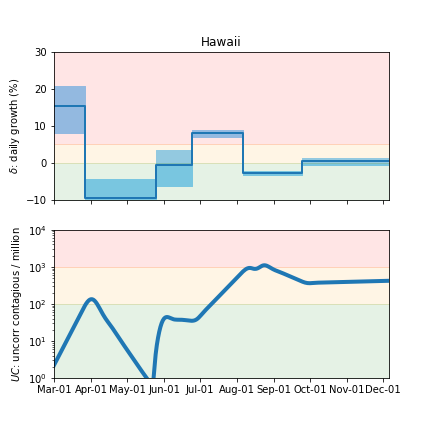 Hawaii
δ: daily growth (%)
30
20
10
0
−10
UC: uncorr contagious / million
10⁴
10³
10²
10¹
10⁰
Mar-01 Apr-01 May-01 Jun-01 Jul-01 Aug-01 Sep-01 Oct-01 Nov-01 Dec-01